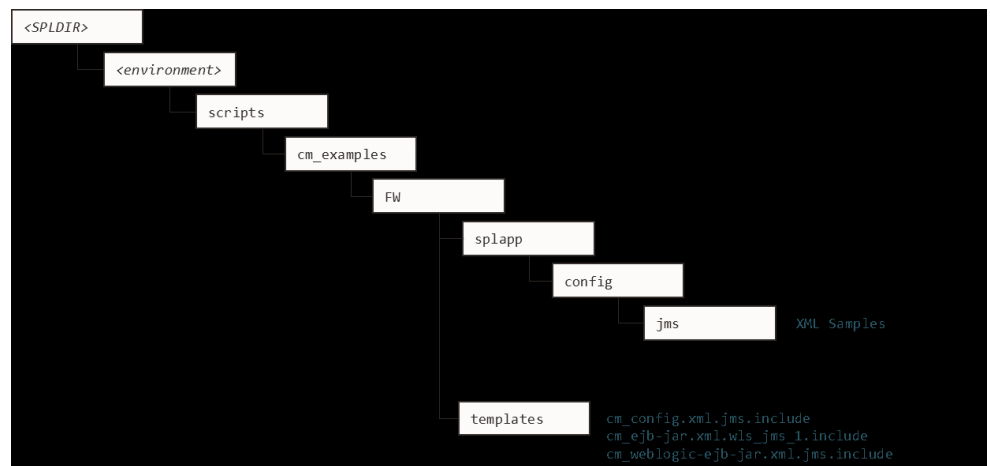 <SPLDIR>
<environment>
scripts
cm_examples
FW
splapp
config
jms XML Samples
templates cm_config.xml.jms.include
cm_ejb-jar.xml.wls_jms_1.include
cm_weblogic-ejb-jar.xml.jms.include